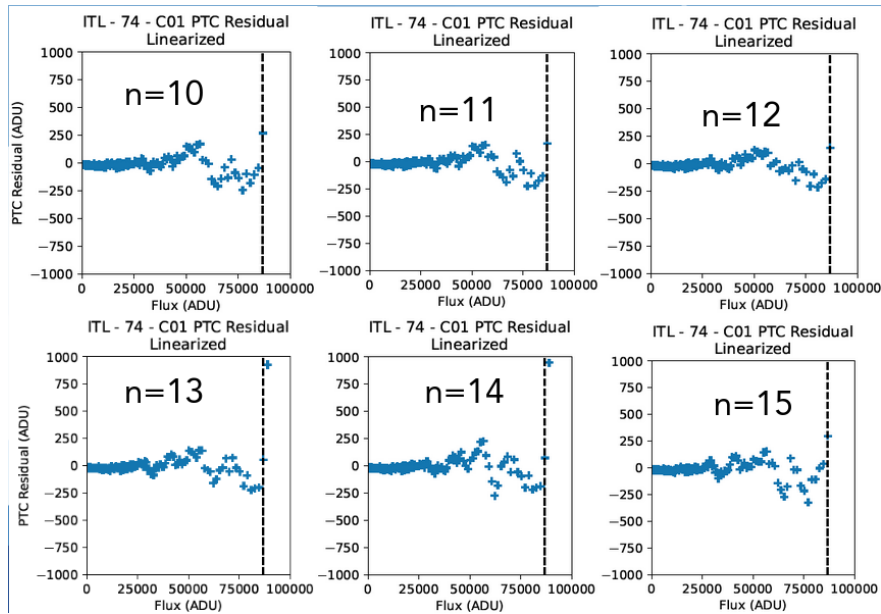 ITL - 74 - C01 PTC Residual
Linearized
PTC Residual (ADU)
1000
750
500
250
0
−250
−500
−750
−1000
n=10
0 25000 50000 75000 100000
Flux (ADU)
ITL - 74 - C01 PTC Residual
Linearized
1000
750
500
250
0
−250
−500
−750
−1000
n=11
0 25000 50000 75000 100000
Flux (ADU)
ITL - 74 - C01 PTC Residual
Linearized
1000
750
500
250
0
−250
−500
−750
−1000
n=12
0 25000 50000 75000 100000
Flux (ADU)
ITL - 74 - C01 PTC Residual
Linearized
PTC Residual (ADU)
1000
750
500
250
0
−250
−500
−750
−1000
n=13
0 25000 50000 75000 100000
Flux (ADU)
ITL - 74 - C01 PTC Residual
Linearized
1000
750
500
250
0
−250
−500
−750
−1000
n=14
0 25000 50000 75000 100000
Flux (ADU)
ITL - 74 - C01 PTC Residual
Linearized
1000
750
500
250
0
−250
−500
−750
−1000
n=15
0 25000 50000 75000 100000
Flux (ADU)